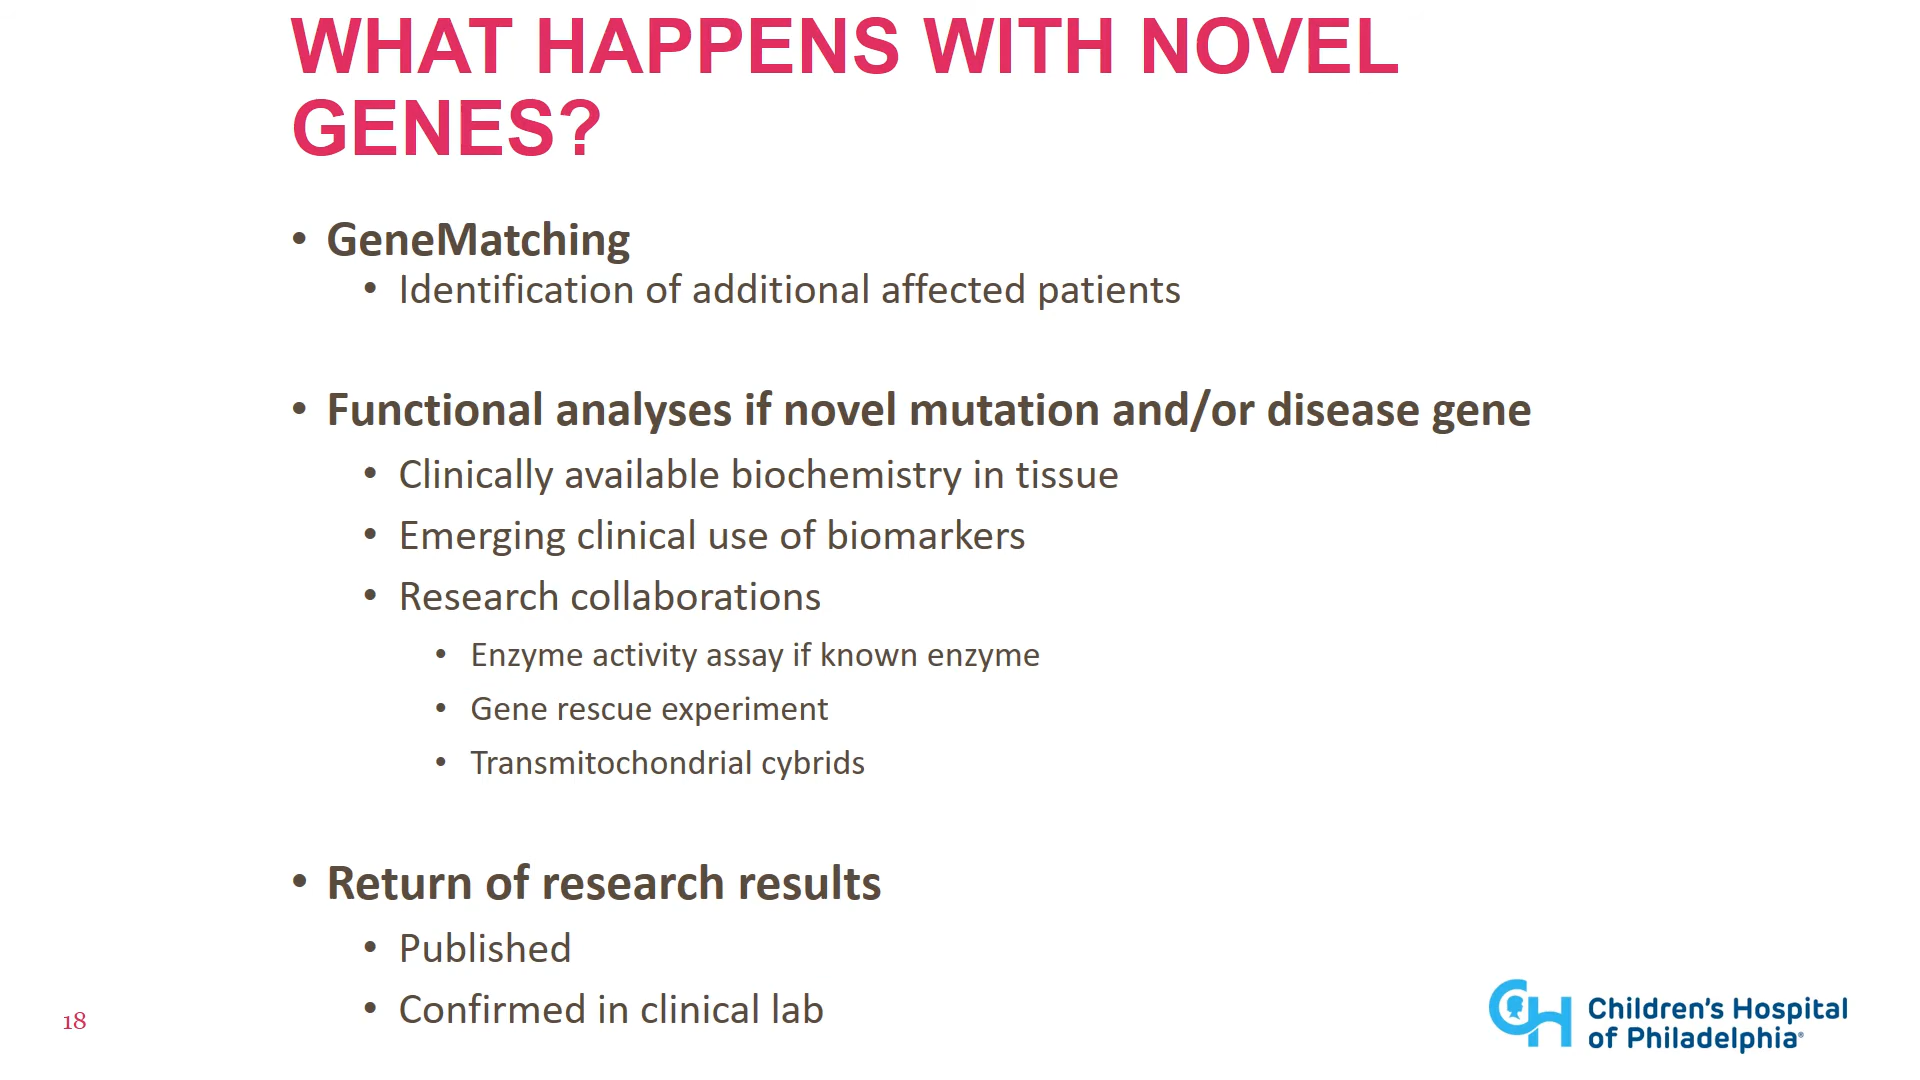 WHAT HAPPENS WITH NOVEL
GENES?
• GeneMatching
• Identification of additional affected patients
• Functional analyses if novel mutation and/or disease gene
• Clinically available biochemistry in tissue
• Emerging clinical use of biomarkers
• Research collaborations
• Enzyme activity assay if known enzyme
• Gene rescue experiment
• Transmitochondrial cybrids
• Return of research results
• Published
• Confirmed in clinical lab
18
CH
Children's Hospital
of Philadelphia®